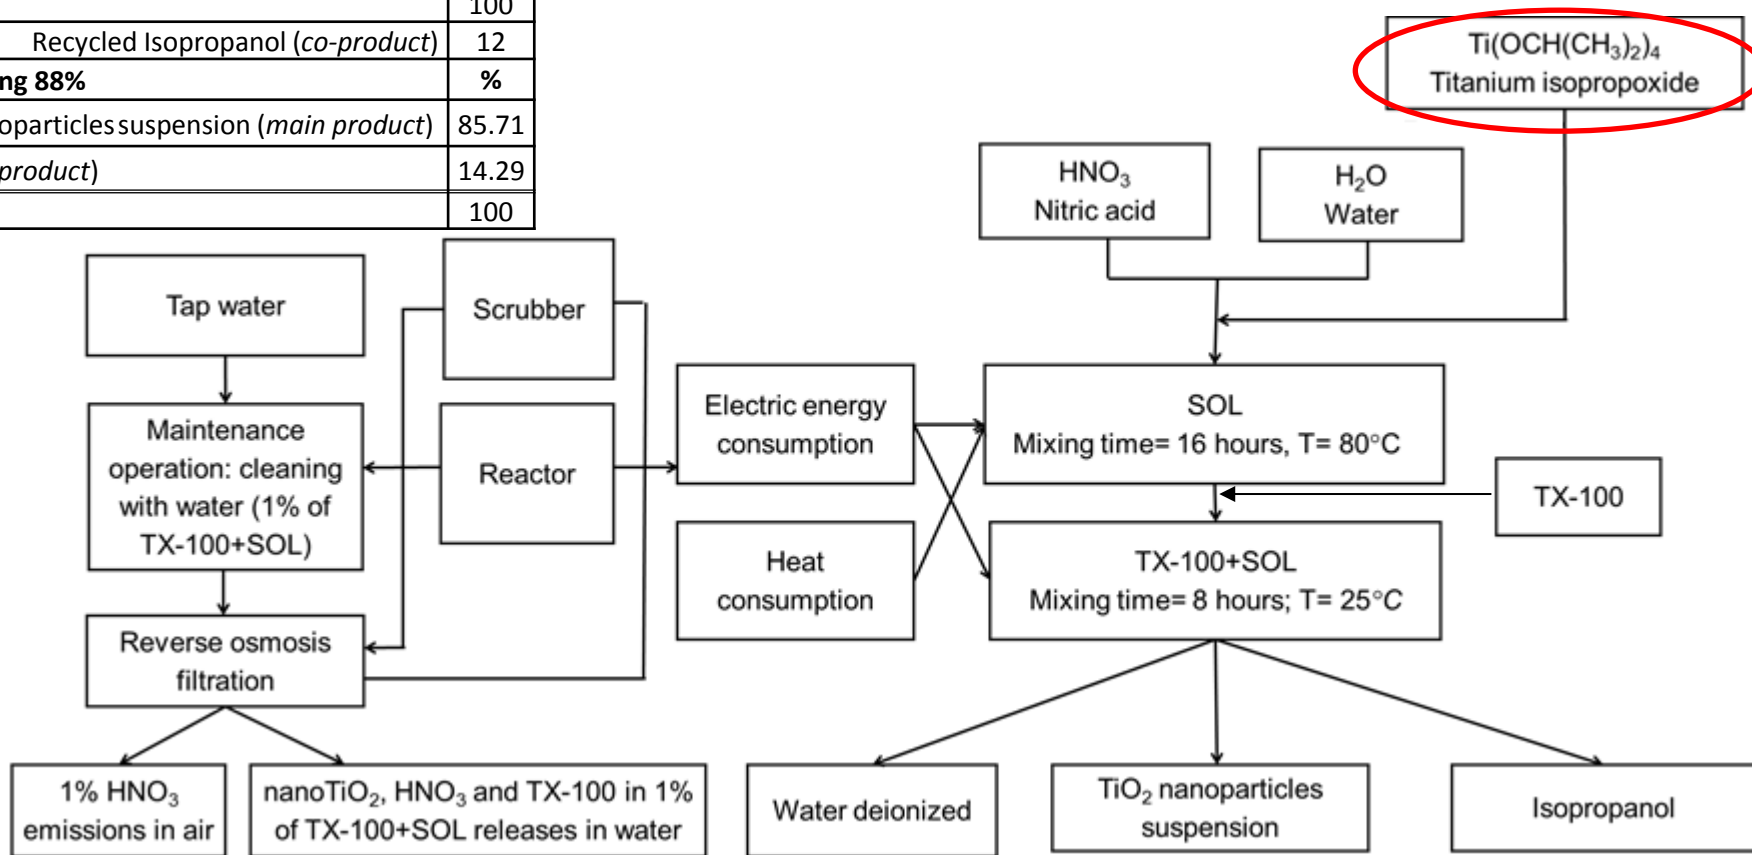 100
Recycled Isopropanol (co-product) 12
ng 88% %
oparticles suspension (main product) 85.71
product) 14.29
100
Ti(OCH(CH₃)₂)₄
Titanium isopropoxide
HNO₃
Nitric acid
H₂O
Water
Tap water
Scrubber
Maintenance
operation: cleaning
with water (1% of
TX-100+SOL)
Reactor
Electric energy
consumption
SOL
Mixing time= 16 hours, T= 80°C
TX-100
Heat
consumption
TX-100+SOL
Mixing time= 8 hours; T= 25°C
Reverse osmosis
filtration
1% HNO₃
emissions in air
nanoTiO₂, HNO₃ and TX-100 in 1%
of TX-100+SOL releases in water
Water deionized
TiO₂ nanoparticles
suspension
Isopropanol